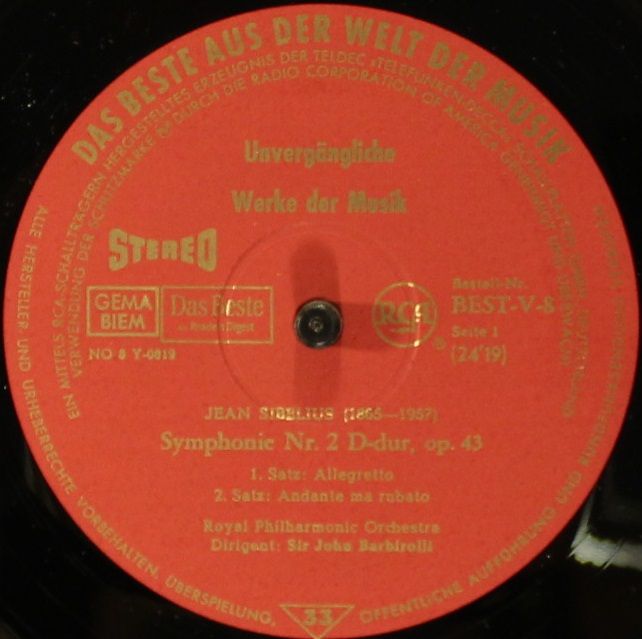 DAS BESTE AUS DER WELT DER MUSIK
EIN MITTELS RCA-SCHALLTRÄGERN HERGESTELLTES ERZEUGNIS DER TELDEC »TELEFUNKEN-DECCA« SCHALLPLATTEN
VERWENDUNG DER SCHUTZMARKE DURCH DIE RADIO CORPORATION OF AMERICA
Unvergängliche
Werke der Musik
STEREO
GEMA
BIEM
Das Beste
Reader's Digest
RCA
®
Bestell-Nr.
BEST-V-8
Seite 1
(24'19)
NO 8 Y-0819
JEAN SIBELIUS (1865—1957)
Symphonie Nr. 2 D-dur, op. 43
1. Satz: Allegretto
2. Satz: Andante ma rubato
Royal Philharmonic Orchestra
Dirigent: Sir John Barbirolli
ALLE HERSTELLER- UND URHEBERRECHTE VORBEHALTEN. ÜBERSPIELUNG,
33
ÖFFENTLICHE AUFFÜHRUNG UND RUNDFUNKSENDUNG